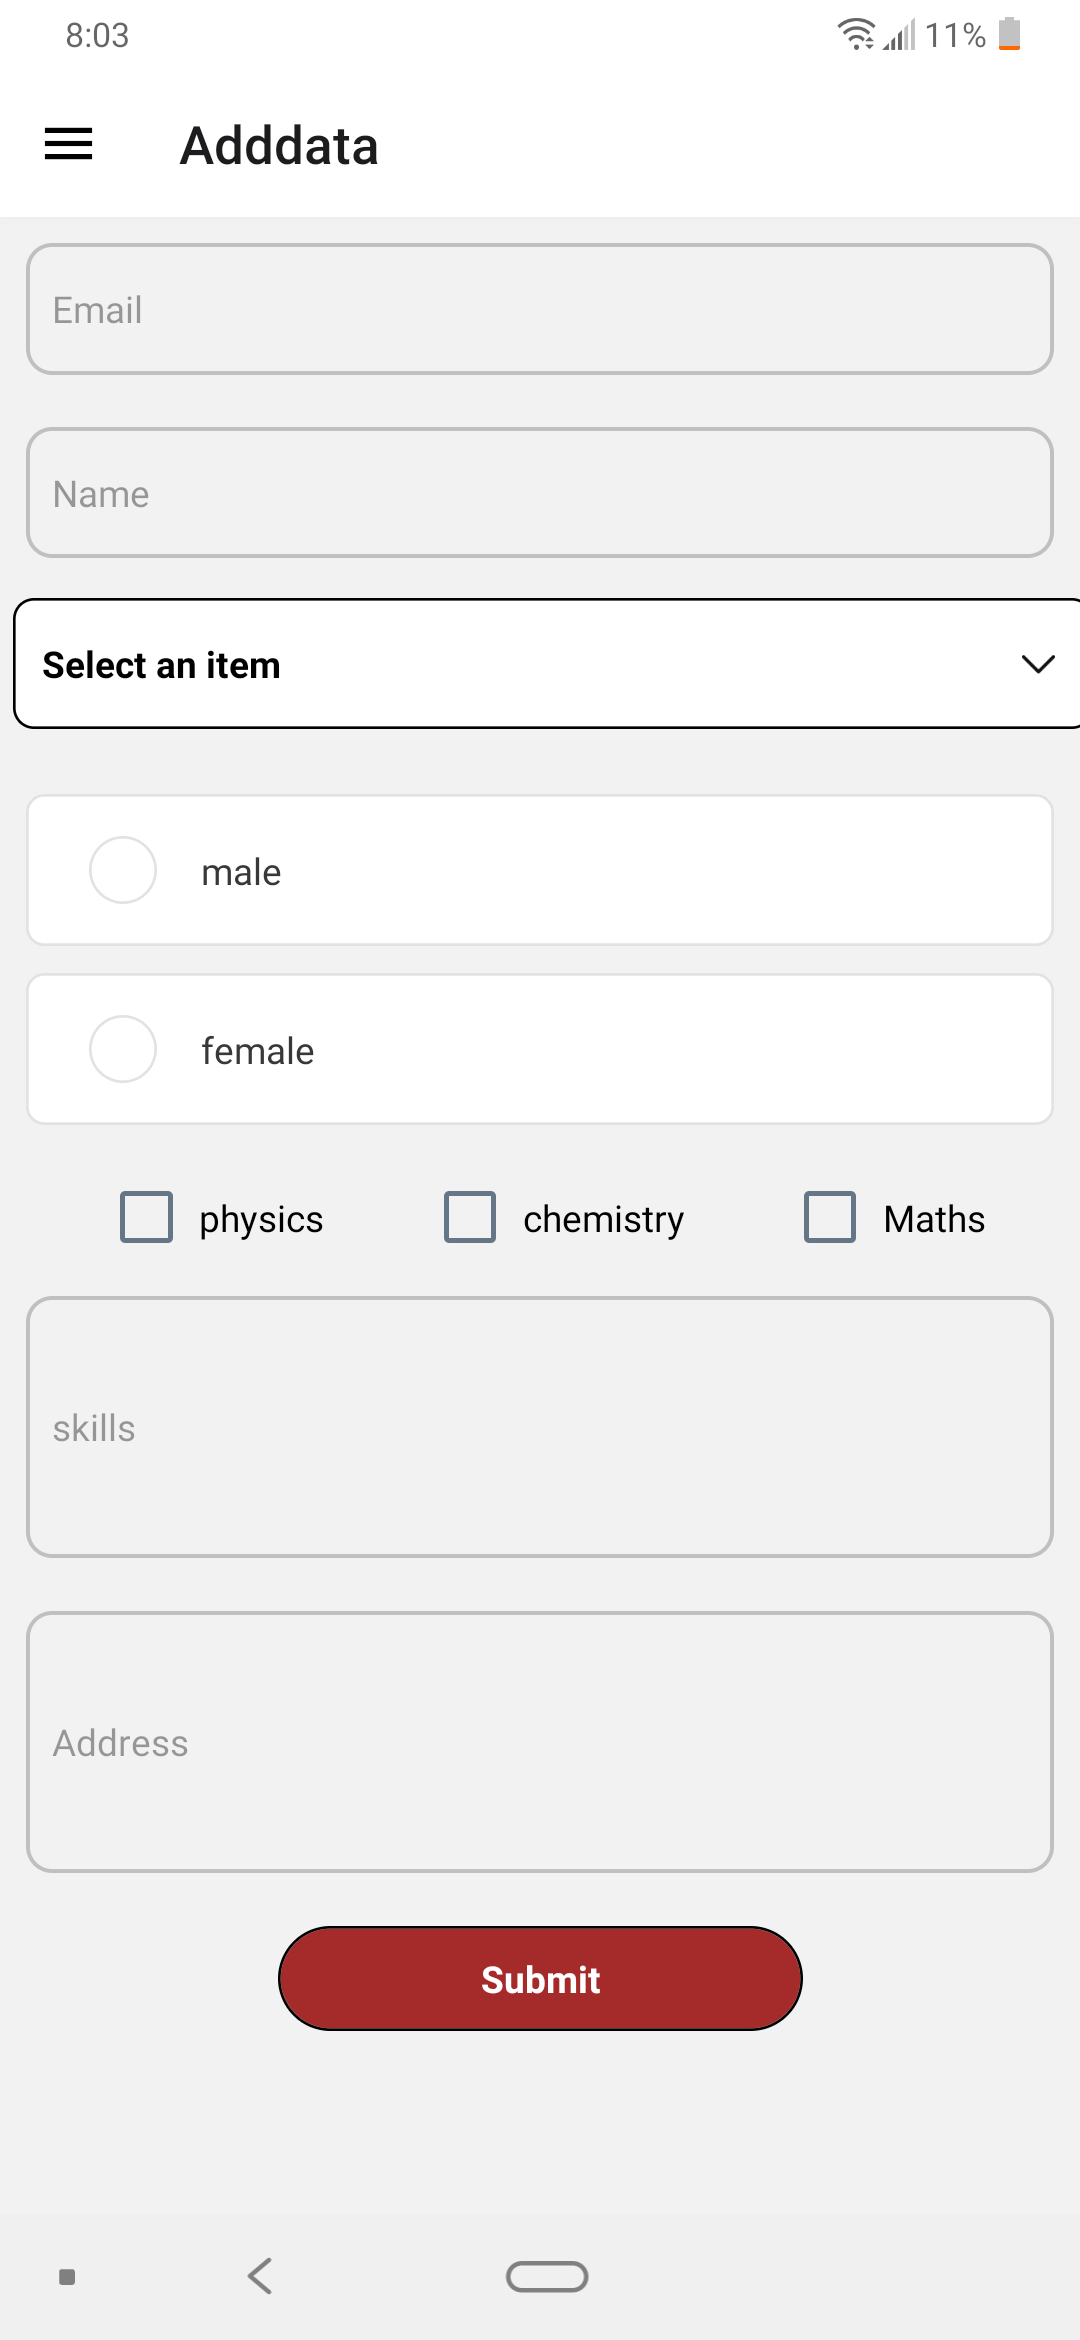 8:03 11%
Adddata
Email
Name
Select an item
male
female
physics chemistry Maths
skills
Address
Submit